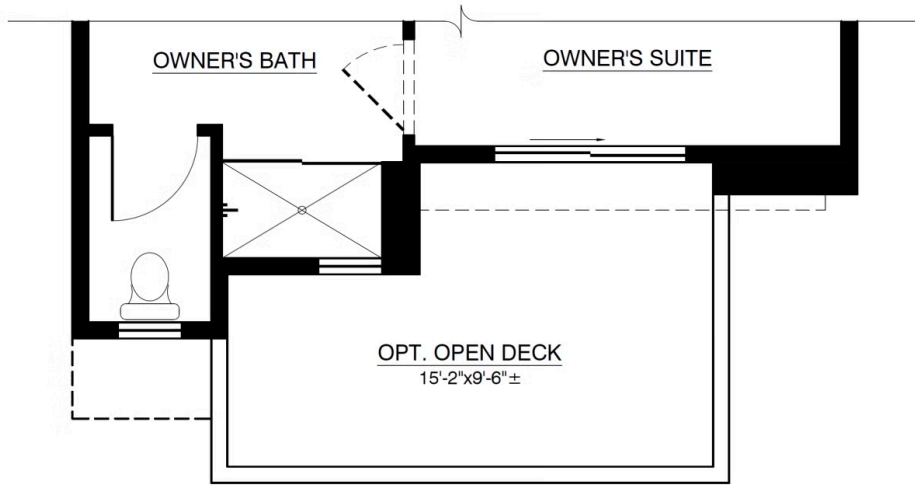 OWNER'S BATH
OWNER'S SUITE
OPT. OPEN DECK
15'-2"x9'-6"±